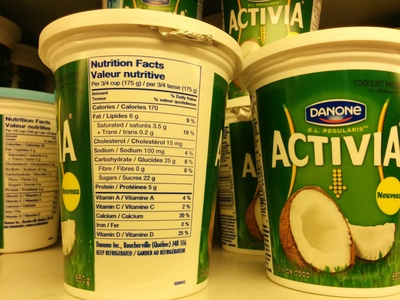 Nutrition Facts
Valeur nutritive
Per 3/4 cup (175 g) / par 3/4 tasse (175 g)
Amount % Daily Value
Teneur % valeur quotidienne
Calories / Calories 170
Fat / Lipides 6 g 9 %
Saturated / saturés 3.5 g
+ Trans / trans 0.2 g 19 %
Cholesterol / Cholestérol 15 mg
Sodium / Sodium 100 mg 4 %
Carbohydrate / Glucides 25 g 8 %
Fibre / Fibres 0 g 0 %
Sugars / Sucres 22 g
Protein / Protéines 5 g
Vitamin A / Vitamine A 4 %
Vitamin C / Vitamine C 2 %
Calcium / Calcium 20 %
Iron / Fer 0 %
Vitamin D / Vitamine D 25 %
Danone Inc., Boucherville (Québec) J4B 1E6
KEEP REFRIGERATED / GARDER AU RÉFRIGÉRATEUR
Nouveau
ACTIVIA
DANONE
B.L. REGULARIS
ACTIVIA
Nouveau
Nutrition Facts
Valeur nutritive